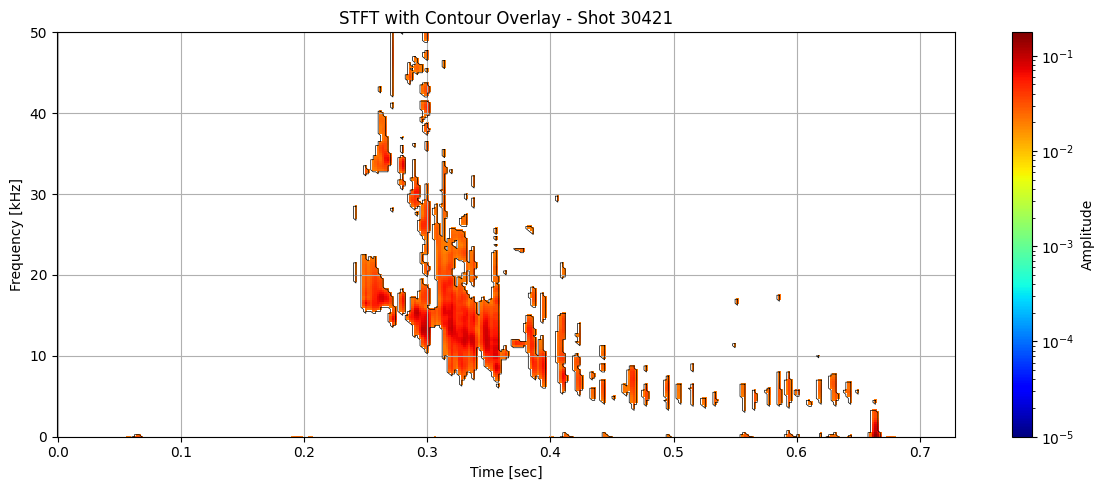 STFT with Contour Overlay - Shot 30421
50
40
30
20
10
0
Frequency [kHz]
0.0 0.1 0.2 0.3 0.4 0.5 0.6 0.7
Time [sec]
10⁻¹
10⁻²
10⁻³
10⁻⁴
10⁻⁵
Amplitude